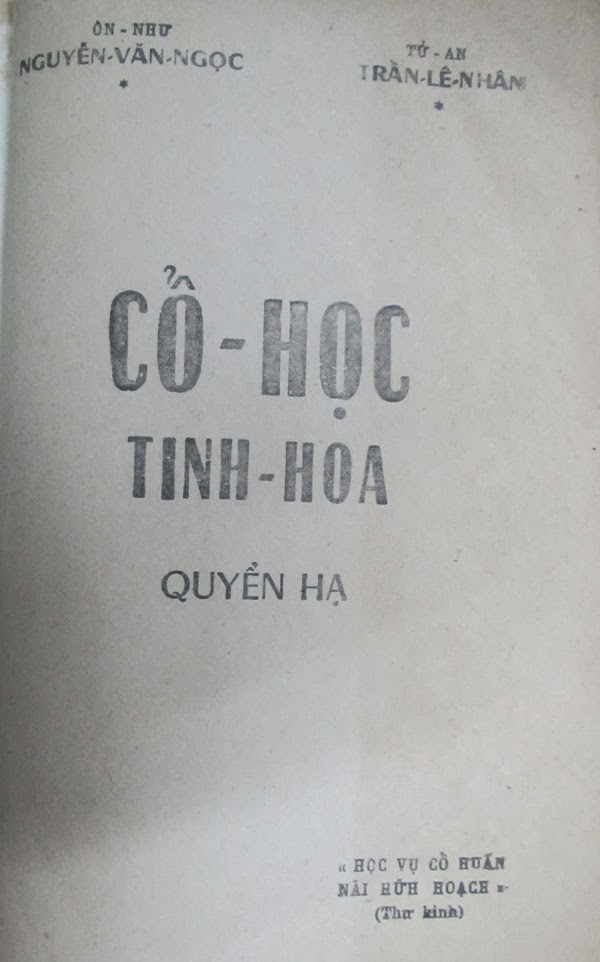 ÔN-NHƯ
NGUYỄN-VĂN-NGỌC
*
TỬ-AN
TRẦN-LÊ-NHÂN
*
CỔ-HỌC
TINH-HOA
QUYỂN HẠ
« HỌC VỤ CỔ HUẤN
NÃI HỮH HOẠCH »
(Thư kinh)